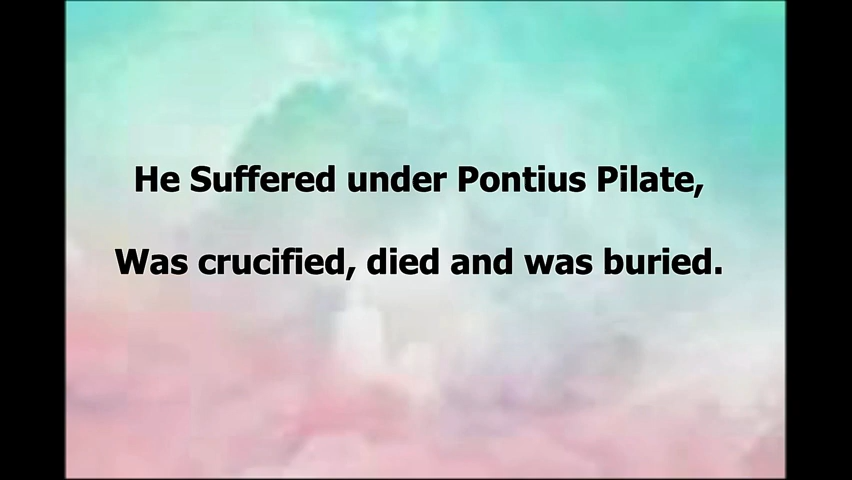 He Suffered under Pontius Pilate,
Was crucified, died and was buried.